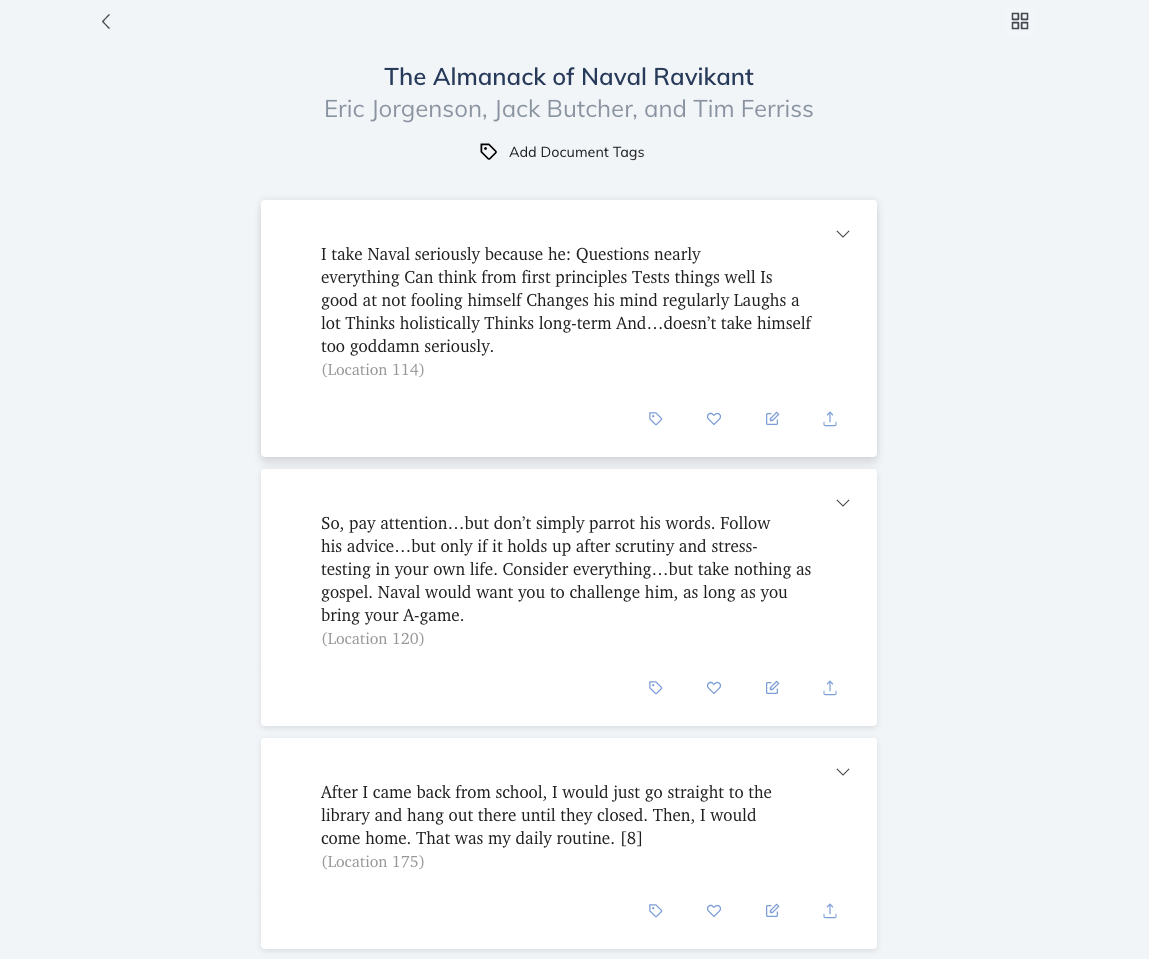 The Almanack of Naval Ravikant
Eric Jorgenson, Jack Butcher, and Tim Ferriss
Add Document Tags
I take Naval seriously because he: Questions nearly
everything Can think from first principles Tests things well Is
good at not fooling himself Changes his mind regularly Laughs a
lot Thinks holistically Thinks long-term And…doesn’t take himself
too goddamn seriously.
(Location 114)
So, pay attention…but don’t simply parrot his words. Follow
his advice…but only if it holds up after scrutiny and stress-
testing in your own life. Consider everything…but take nothing as
gospel. Naval would want you to challenge him, as long as you
bring your A-game.
(Location 120)
After I came back from school, I would just go straight to the
library and hang out there until they closed. Then, I would
come home. That was my daily routine. [8]
(Location 175)